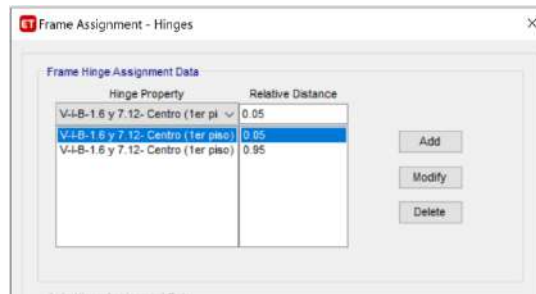 ET Frame Assignment - Hinges
Frame Hinge Assignment Data
Hinge Property Relative Distance
V-I-B-1.6 y 7.12- Centro (1er pi 0.05
V-I-B-1.6 y 7.12- Centro (1er piso) 0.05
V-I-B-1.6 y 7.12- Centro (1er piso) 0.95
Add
Modify
Delete